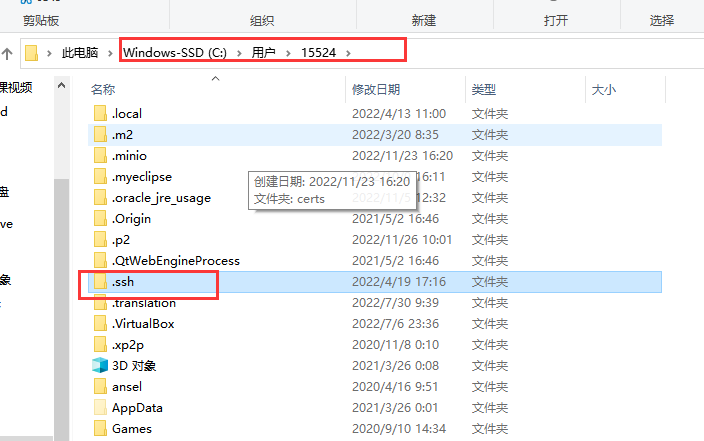 剪贴板 组织 新建 打开 选择
此电脑 > Windows-SSD (C:) > 用户 > 15524 >
课视频
d
盘
ve
象
名称 修改日期 类型 大小
.local 2022/4/13 11:00 文件夹
.m2 2022/3/20 8:35 文件夹
.minio 2022/11/23 16:20 文件夹
.myeclipse 16:11 文件夹
创建日期: 2022/11/23 16:20
文件夹: certs
.oracle_jre_usage 2022/11/5 12:32 文件夹
.Origin 2021/5/2 16:46 文件夹
.p2 2022/11/26 10:01 文件夹
.QtWebEngineProcess 2021/5/2 16:46 文件夹
.ssh 2022/4/19 17:16 文件夹
.translation 2022/7/30 9:39 文件夹
.VirtualBox 2022/7/6 23:36 文件夹
.xp2p 2020/11/8 0:10 文件夹
3D 对象 2021/3/26 0:08 文件夹
ansel 2020/4/16 9:51 文件夹
AppData 2021/3/26 0:01 文件夹
Games 2020/9/10 14:34 文件夹